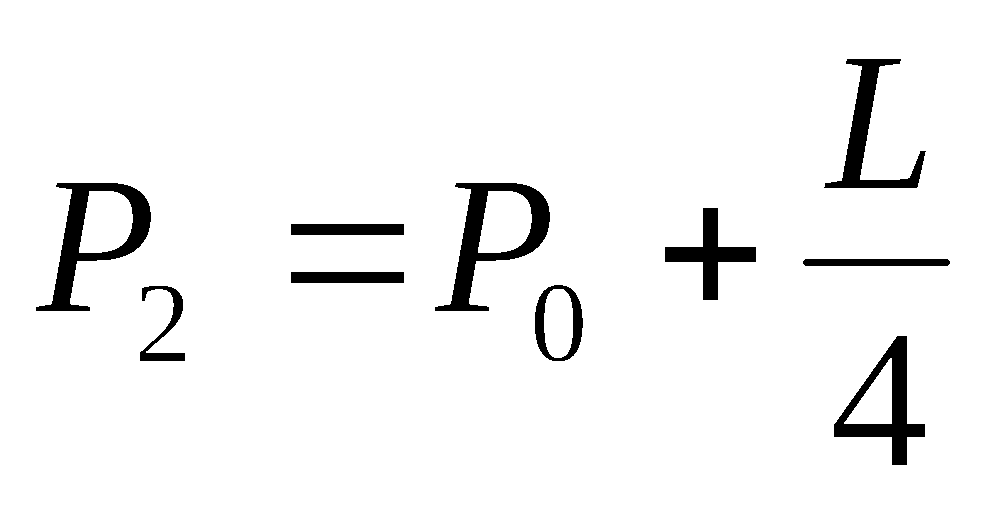 P₂ = P₀ + L/4